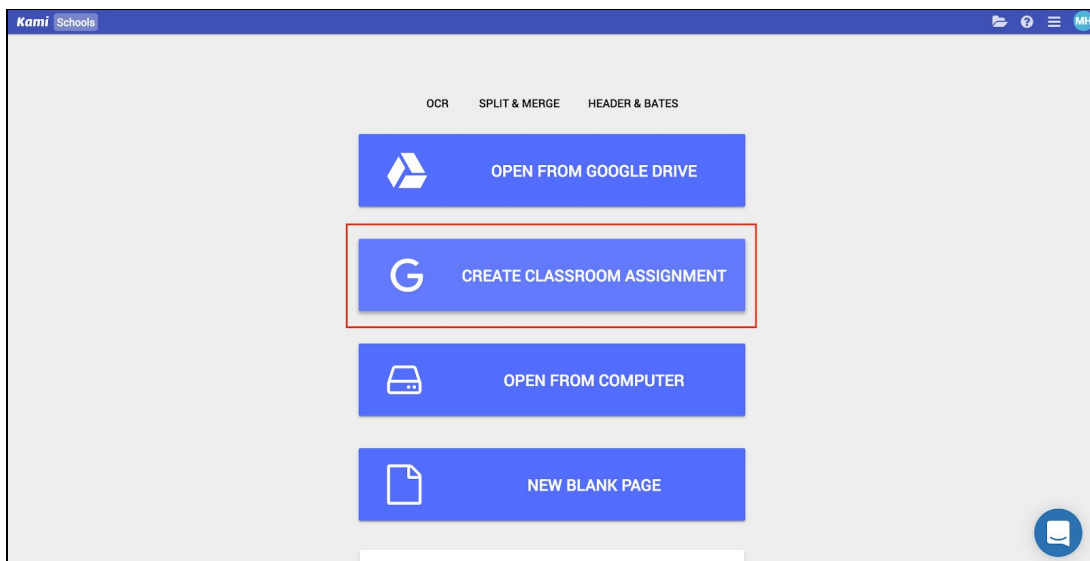 Kami Schools
MH
OCR SPLIT & MERGE HEADER & BATES
OPEN FROM GOOGLE DRIVE
G CREATE CLASSROOM ASSIGNMENT
OPEN FROM COMPUTER
NEW BLANK PAGE